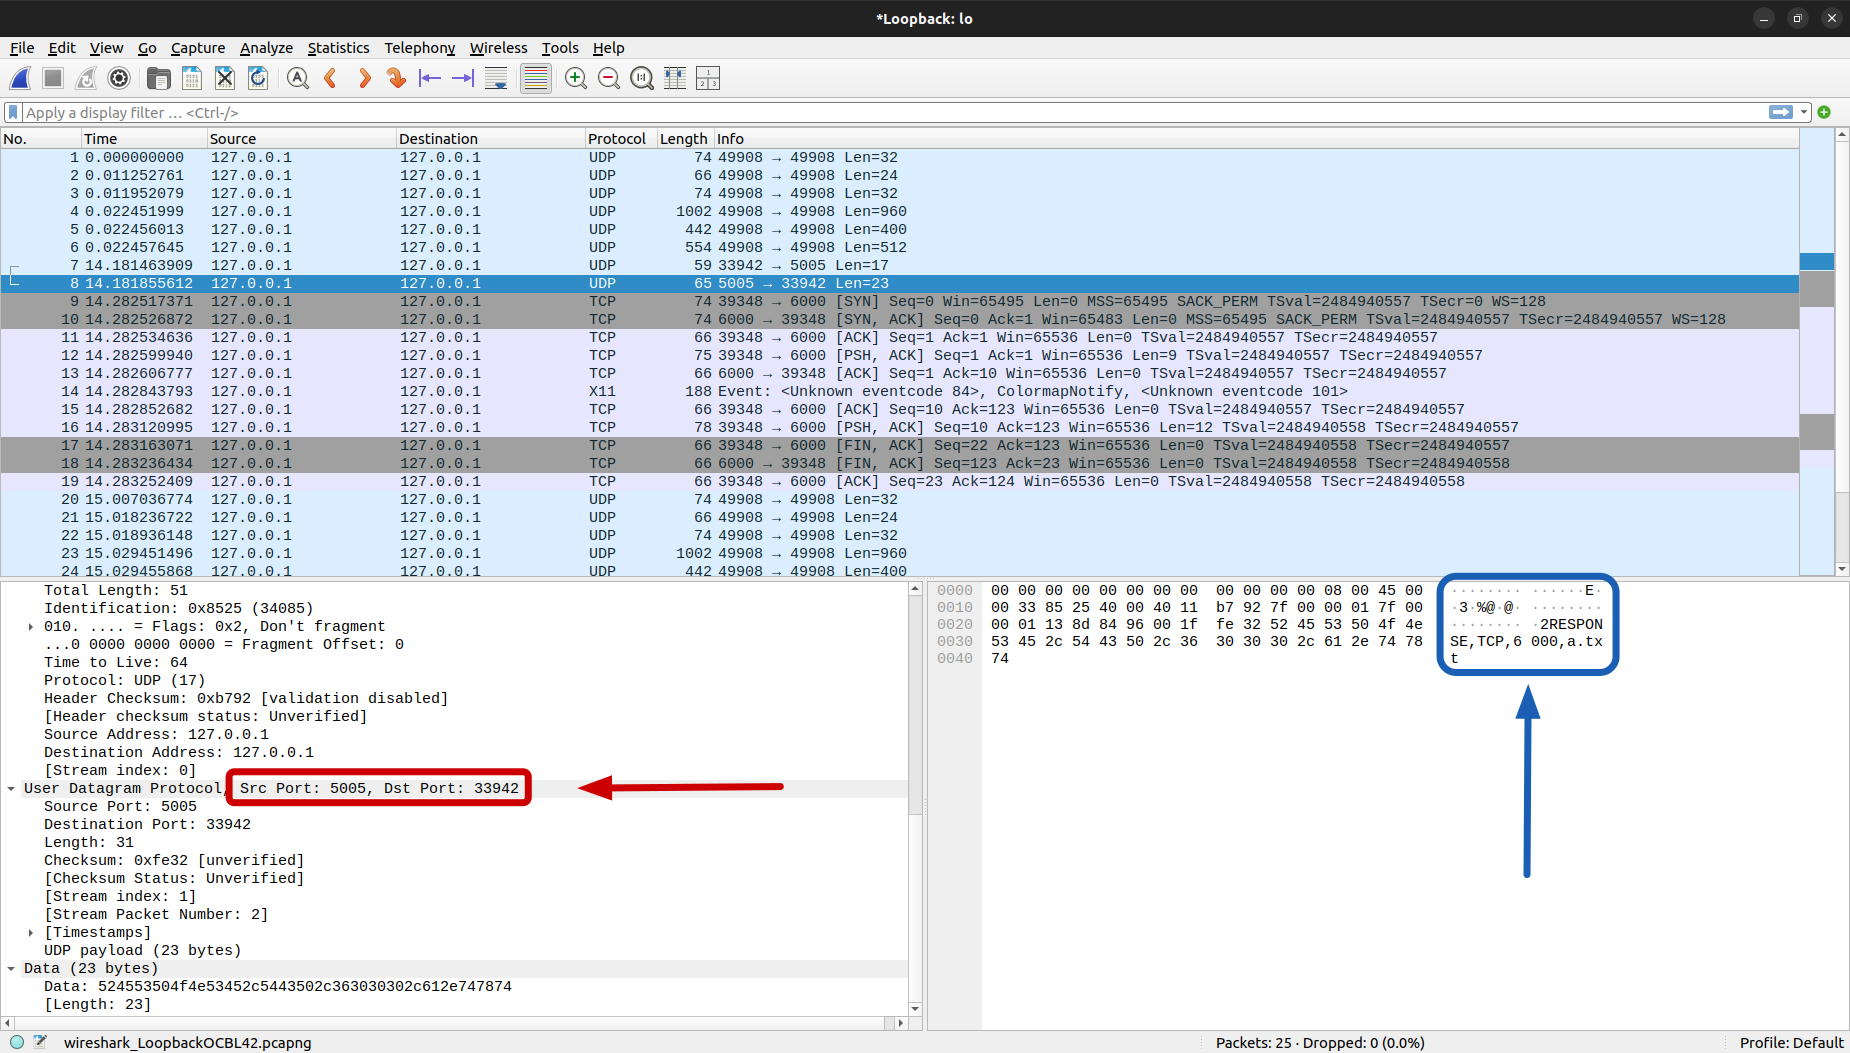 *Loopback: lo
File Edit View Go Capture Analyze Statistics Telephony Wireless Tools Help
Apply a display filter … <Ctrl-/>
No. Time Source Destination Protocol Length Info
1 0.000000000 127.0.0.1 127.0.0.1 UDP 74 49908 → 49908 Len=32
2 0.011252761 127.0.0.1 127.0.0.1 UDP 66 49908 → 49908 Len=24
3 0.011952079 127.0.0.1 127.0.0.1 UDP 74 49908 → 49908 Len=32
4 0.022451999 127.0.0.1 127.0.0.1 UDP 1002 49908 → 49908 Len=960
5 0.022456013 127.0.0.1 127.0.0.1 UDP 442 49908 → 49908 Len=400
6 0.022457645 127.0.0.1 127.0.0.1 UDP 554 49908 → 49908 Len=512
7 14.181463909 127.0.0.1 127.0.0.1 UDP 59 33942 → 5005 Len=17
8 14.181855612 127.0.0.1 127.0.0.1 UDP 65 5005 → 33942 Len=23
9 14.282517371 127.0.0.1 127.0.0.1 TCP 74 39348 → 6000 [SYN] Seq=0 Win=65495 Len=0 MSS=65495 SACK_PERM TSval=2484940557 TSecr=0 WS=128
10 14.282526872 127.0.0.1 127.0.0.1 TCP 74 6000 → 39348 [SYN, ACK] Seq=0 Ack=1 Win=65483 Len=0 MSS=65495 SACK_PERM TSval=2484940557 TSecr=2484940557 WS=128
11 14.282534636 127.0.0.1 127.0.0.1 TCP 66 39348 → 6000 [ACK] Seq=1 Ack=1 Win=65536 Len=0 TSval=2484940557 TSecr=2484940557
12 14.282599940 127.0.0.1 127.0.0.1 TCP 75 39348 → 6000 [PSH, ACK] Seq=1 Ack=1 Win=65536 Len=9 TSval=2484940557 TSecr=2484940557
13 14.282606777 127.0.0.1 127.0.0.1 TCP 66 6000 → 39348 [ACK] Seq=1 Ack=10 Win=65536 Len=0 TSval=2484940557 TSecr=2484940557
14 14.282843793 127.0.0.1 127.0.0.1 X11 188 Event: <Unknown eventcode 84>, ColormapNotify, <Unknown eventcode 101>
15 14.282852682 127.0.0.1 127.0.0.1 TCP 66 39348 → 6000 [ACK] Seq=10 Ack=123 Win=65536 Len=0 TSval=2484940557 TSecr=2484940557
16 14.283120995 127.0.0.1 127.0.0.1 TCP 78 39348 → 6000 [PSH, ACK] Seq=10 Ack=123 Win=65536 Len=12 TSval=2484940558 TSecr=2484940557
17 14.283163071 127.0.0.1 127.0.0.1 TCP 66 39348 → 6000 [FIN, ACK] Seq=22 Ack=123 Win=65536 Len=0 TSval=2484940558 TSecr=2484940557
18 14.283236434 127.0.0.1 127.0.0.1 TCP 66 6000 → 39348 [FIN, ACK] Seq=123 Ack=23 Win=65536 Len=0 TSval=2484940558 TSecr=2484940558
19 14.283252409 127.0.0.1 127.0.0.1 TCP 66 39348 → 6000 [ACK] Seq=23 Ack=124 Win=65536 Len=0 TSval=2484940558 TSecr=2484940558
20 15.007036774 127.0.0.1 127.0.0.1 UDP 74 49908 → 49908 Len=32
21 15.018236722 127.0.0.1 127.0.0.1 UDP 66 49908 → 49908 Len=24
22 15.018936148 127.0.0.1 127.0.0.1 UDP 74 49908 → 49908 Len=32
23 15.029451496 127.0.0.1 127.0.0.1 UDP 1002 49908 → 49908 Len=960
24 15.029455868 127.0.0.1 127.0.0.1 UDP 442 49908 → 49908 Len=400
Total Length: 51
Identification: 0x8525 (34085)
010. .... = Flags: 0x2, Don't fragment
...0 0000 0000 0000 = Fragment Offset: 0
Time to Live: 64
Protocol: UDP (17)
Header Checksum: 0xb792 [validation disabled]
[Header checksum status: Unverified]
Source Address: 127.0.0.1
Destination Address: 127.0.0.1
[Stream index: 0]
User Datagram Protocol, Src Port: 5005, Dst Port: 33942
Source Port: 5005
Destination Port: 33942
Length: 31
Checksum: 0xfe32 [unverified]
[Checksum Status: Unverified]
[Stream index: 1]
[Stream Packet Number: 2]
[Timestamps]
UDP payload (23 bytes)
Data (23 bytes)
Data: 524553504f4e53452c5443502c363030302c612e747874
[Length: 23]
0000 00 00 00 00 00 00 00 00 00 00 00 00 08 00 45 00 ········ ······E·
0010 00 33 85 25 40 00 40 11 b7 92 7f 00 00 01 7f 00 ·3·%@·@· ········
0020 00 01 13 8d 84 96 00 1f fe 32 52 45 53 50 4f 4e ········ ·2RESPON
0030 53 45 2c 54 43 50 2c 36 30 30 30 2c 61 2e 74 78 SE,TCP,6 000,a.tx
0040 74 t
wireshark_LoopbackOCBL42.pcapng
Packets: 25 · Dropped: 0 (0.0%)
Profile: Default